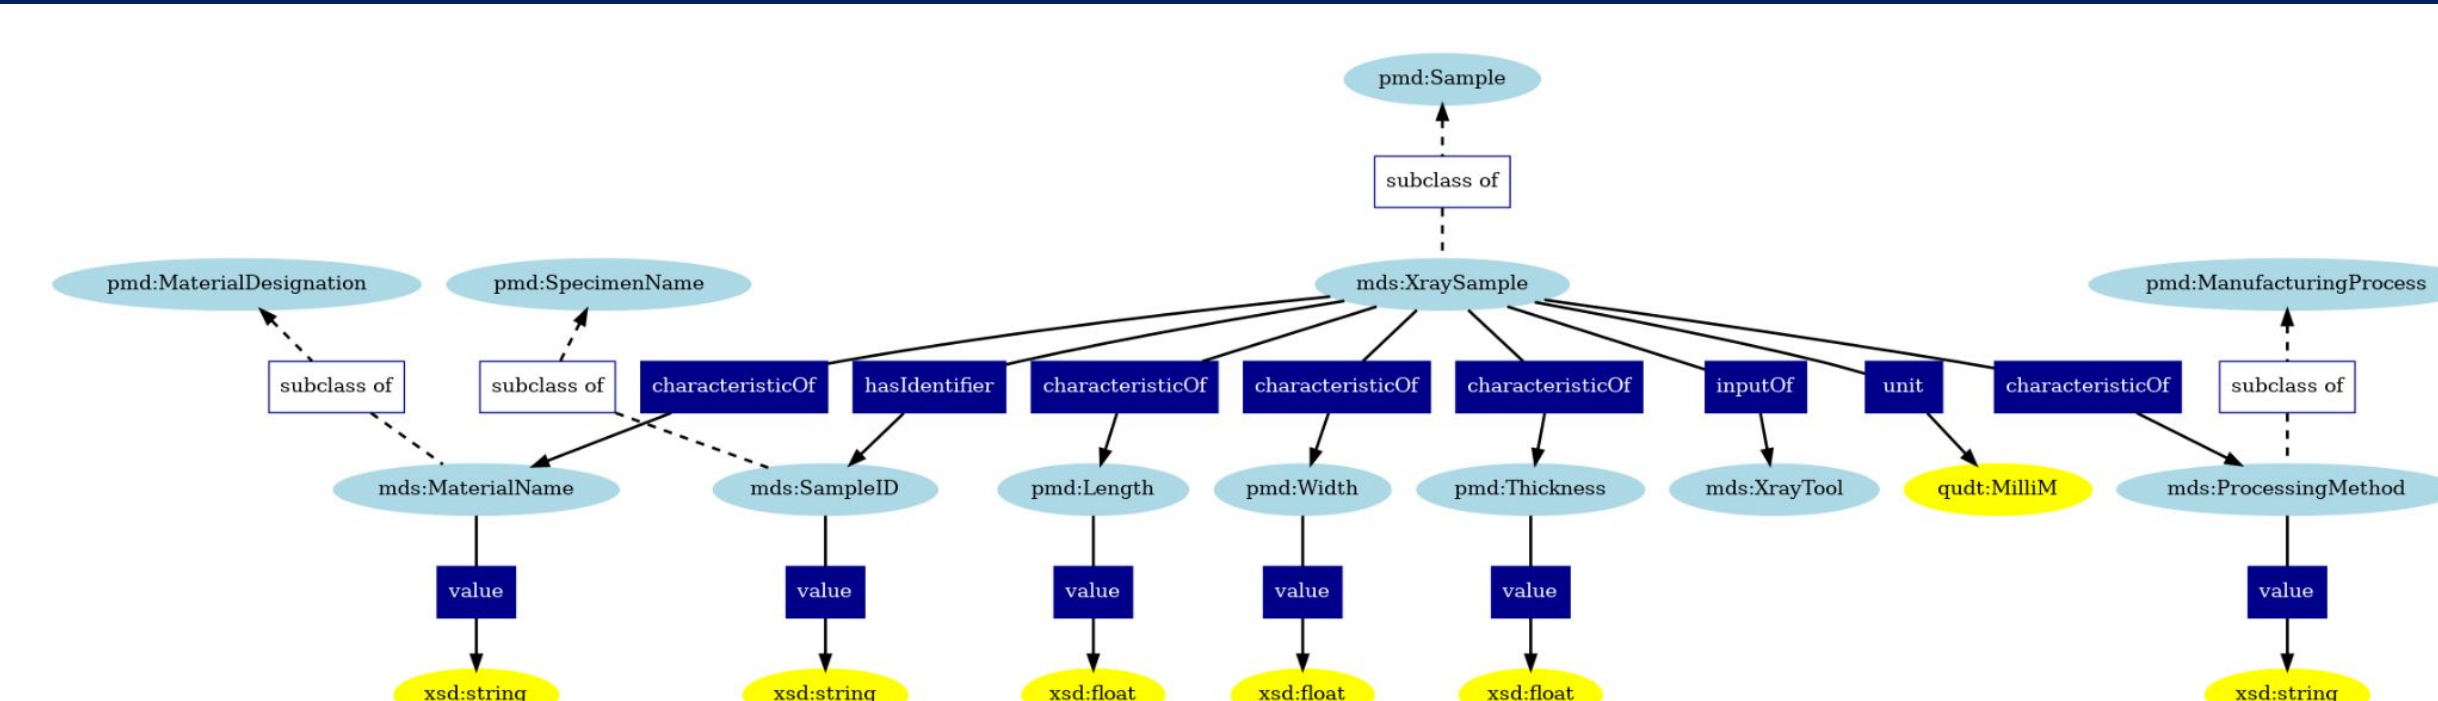 pmd:Sample
subclass of
pmd:MaterialDesignation
pmd:SpecimenName
mds:XraySample
pmd:ManufacturingProcess
subclass of
subclass of
characteristicOf
hasIdentifier
characteristicOf
characteristicOf
characteristicOf
inputOf
unit
characteristicOf
subclass of
mds:MaterialName
mds:SampleID
pmd:Length
pmd:Width
pmd:Thickness
mds:XrayTool
qudt:MilliM
mds:ProcessingMethod
value
value
value
value
value
value
xsd:string
xsd:string
xsd:float
xsd:float
xsd:float
xsd:string